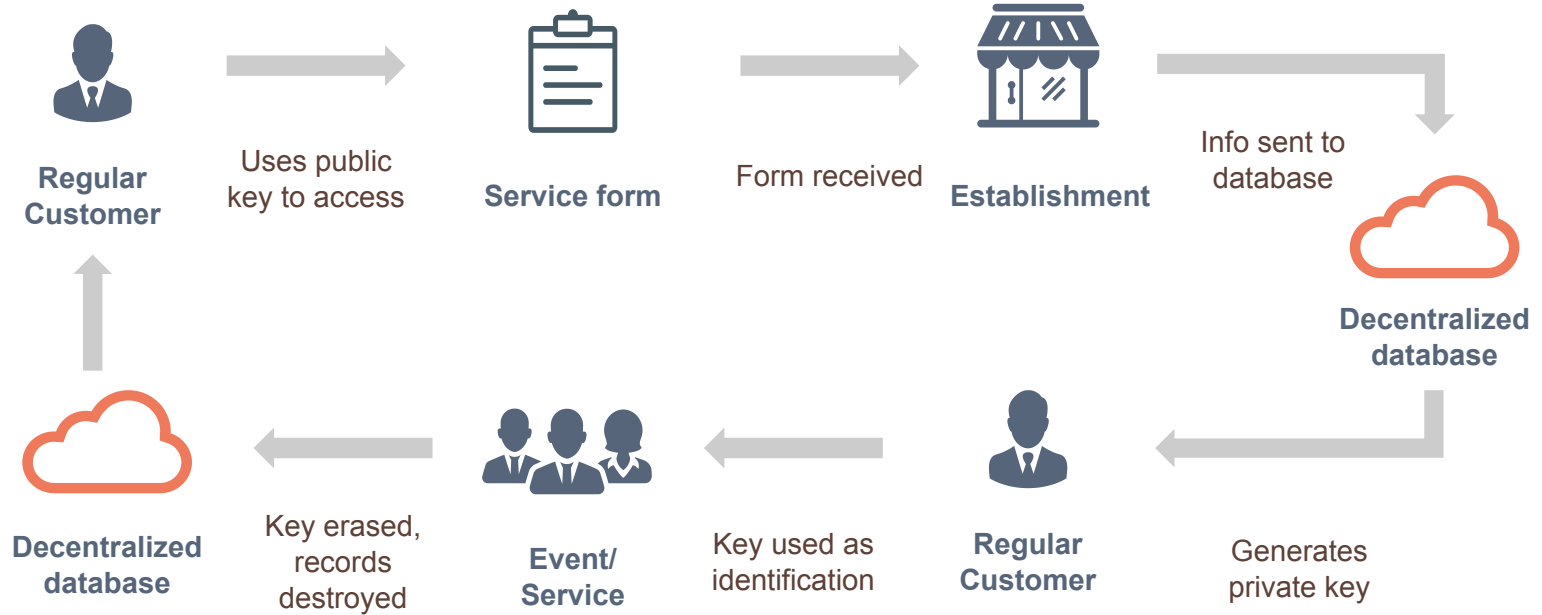 Regular
Customer
Uses public
key to access
Service form
Form received
Establishment
Info sent to
database
Decentralized
database
Generates
private key
Regular
Customer
Key used as
identification
Event/
Service
Key erased,
records
destroyed
Decentralized
database